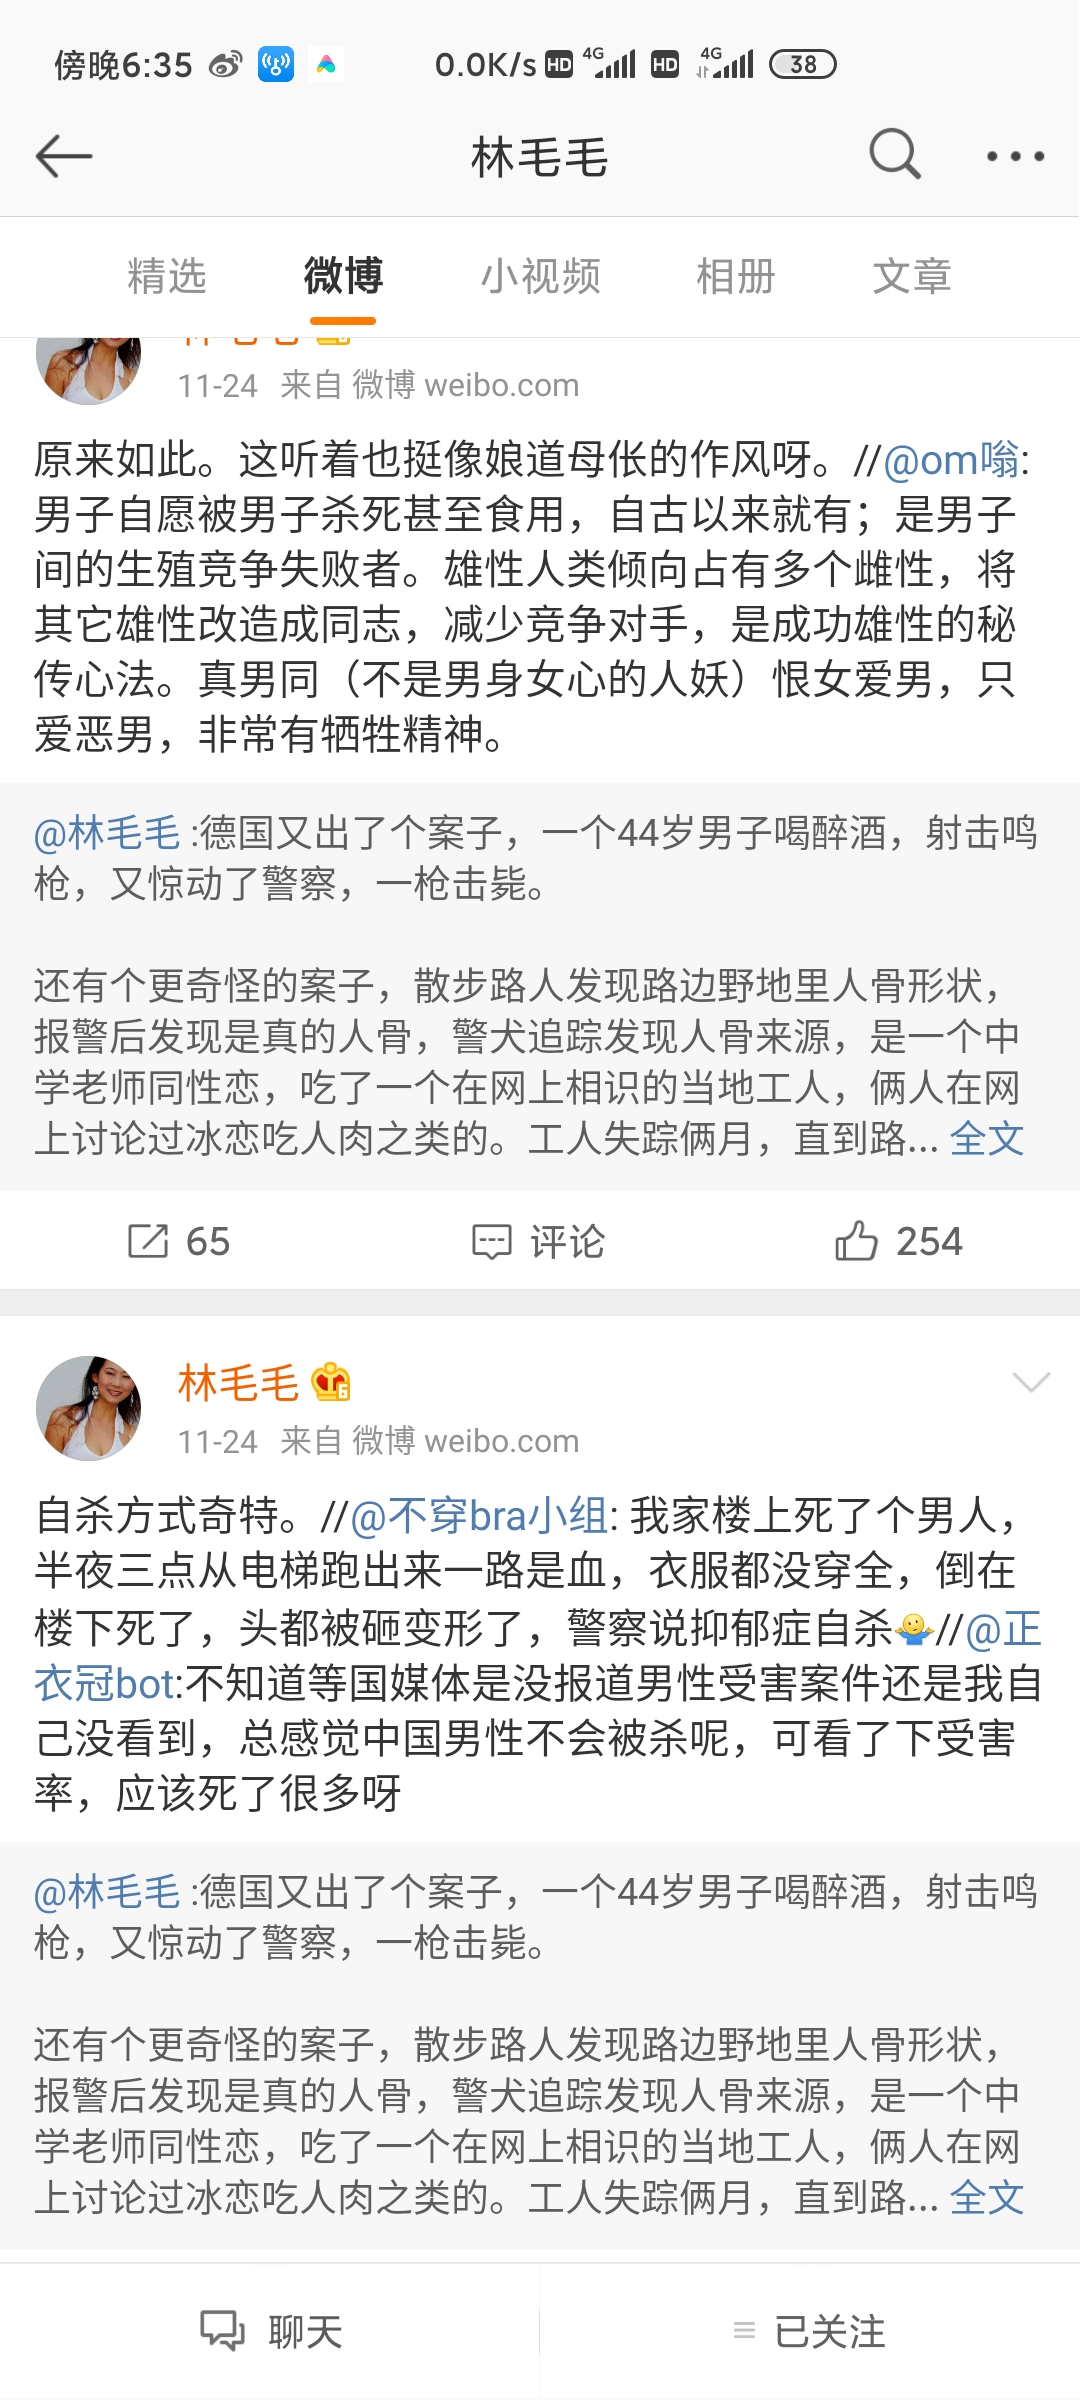 傍晚6:35 0.0K/s HD 4G HD 4G 38
林毛毛
精选 微博 小视频 相册 文章
11-24 来自 微博 weibo.com
原来如此。这听着也挺像娘道母伥的作风呀。//@om嗡:
男子自愿被男子杀死甚至食用，自古以来就有；是男子
间的生殖竞争失败者。雄性人类倾向占有多个雌性，将
其它雄性改造成同志，减少竞争对手，是成功雄性的秘
传心法。真男同（不是男身女心的人妖）恨女爱男，只
爱恶男，非常有牺牲精神。
@林毛毛 :德国又出了个案子，一个44岁男子喝醉酒，射击鸣
枪，又惊动了警察，一枪击毙。
还有个更奇怪的案子，散步路人发现路边野地里人骨形状，
报警后发现是真的人骨，警犬追踪发现人骨来源，是一个中
学老师同性恋，吃了一个在网上相识的当地工人，俩人在网
上讨论过冰恋吃人肉之类的。工人失踪俩月，直到路... 全文
65 评论 254
林毛毛 6
11-24 来自 微博 weibo.com
自杀方式奇特。//@不穿bra小组: 我家楼上死了个男人，
半夜三点从电梯跑出来一路是血，衣服都没穿全，倒在
楼下死了，头都被砸变形了，警察说抑郁症自杀🤷//@正
衣冠bot:不知道等国媒体是没报道男性受害案件还是我自
己没看到，总感觉中国男性不会被杀呢，可看了下受害
率，应该死了很多呀
@林毛毛 :德国又出了个案子，一个44岁男子喝醉酒，射击鸣
枪，又惊动了警察，一枪击毙。
还有个更奇怪的案子，散步路人发现路边野地里人骨形状，
报警后发现是真的人骨，警犬追踪发现人骨来源，是一个中
学老师同性恋，吃了一个在网上相识的当地工人，俩人在网
上讨论过冰恋吃人肉之类的。工人失踪俩月，直到路... 全文
聊天 已关注